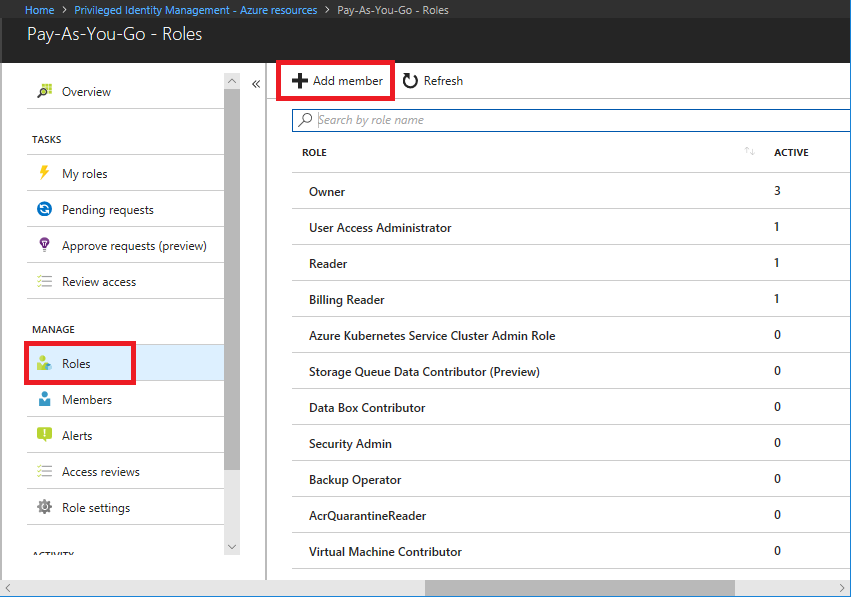 Home > Privileged Identity Management - Azure resources > Pay-As-You-Go - Roles
Pay-As-You-Go - Roles
Overview
TASKS
My roles
Pending requests
Approve requests (preview)
Review access
MANAGE
Roles
Members
Alerts
Access reviews
Role settings
ACTIVITY
Add member Refresh
Search by role name
ROLE ACTIVE
Owner 3
User Access Administrator 1
Reader 1
Billing Reader 1
Azure Kubernetes Service Cluster Admin Role 0
Storage Queue Data Contributor (Preview) 0
Data Box Contributor 0
Security Admin 0
Backup Operator 0
AcrQuarantineReader 0
Virtual Machine Contributor 0